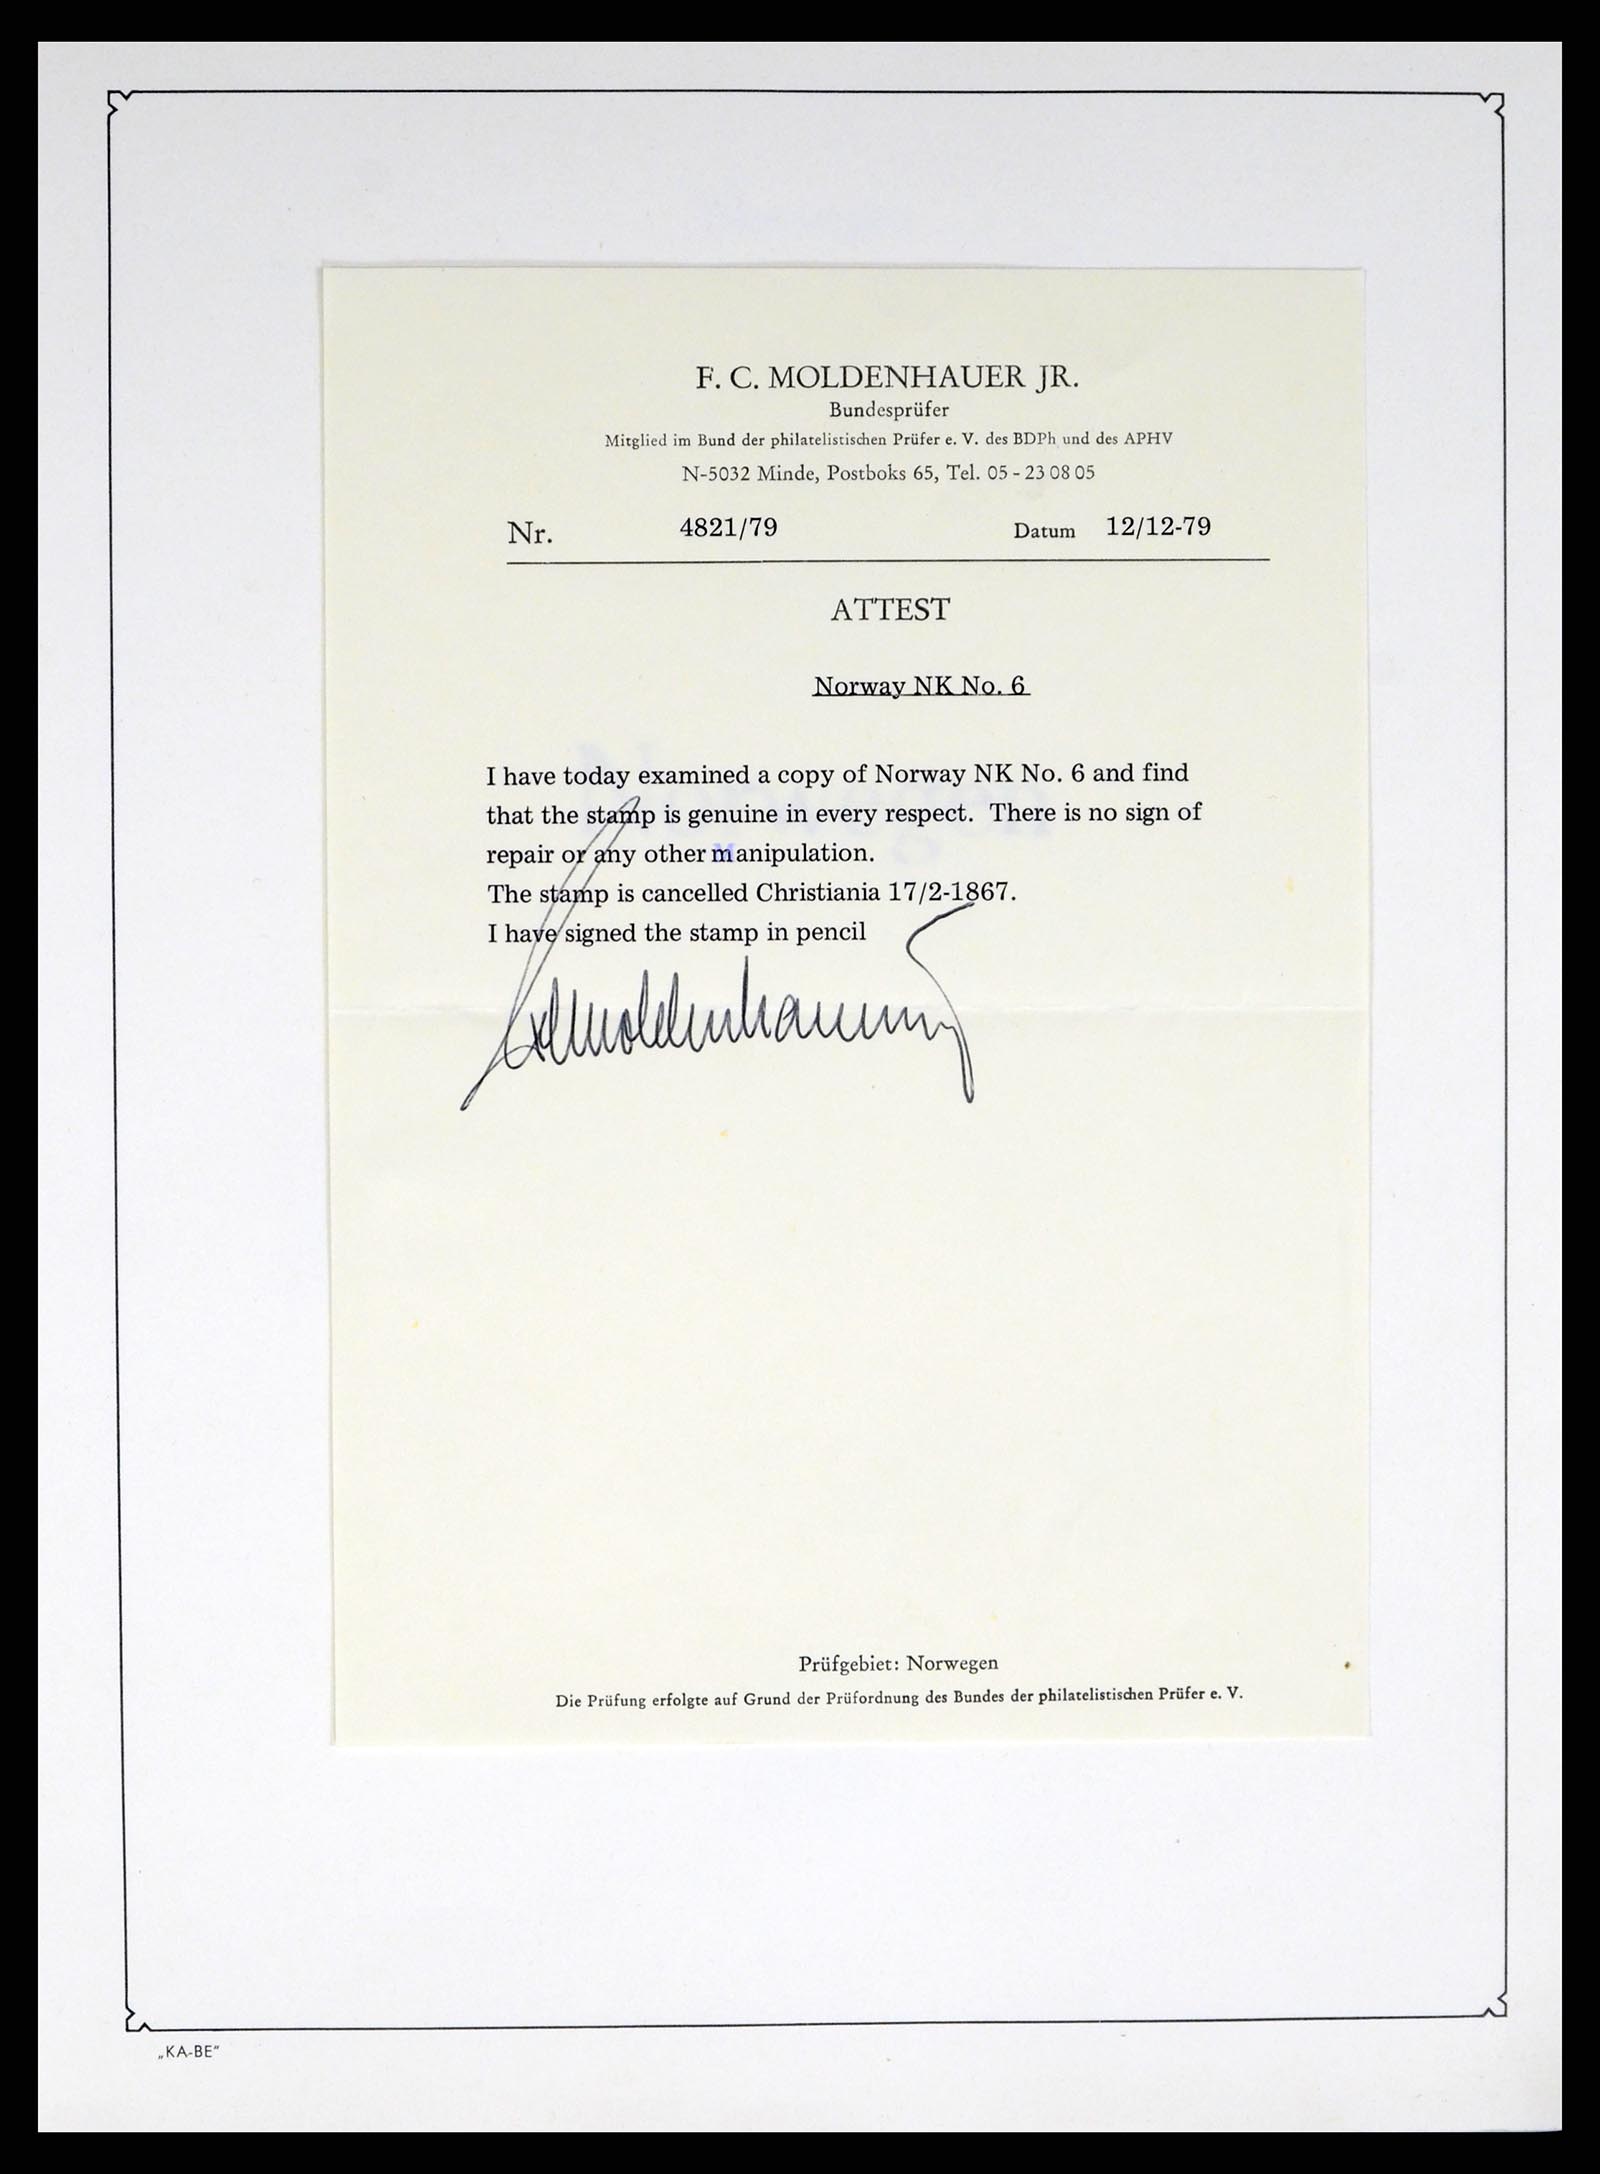 F. C. MOLDENHAUER JR.
Bundesprüfer
Mitglied im Bund der philatelistischen Prüfer e. V. des BDPh und des APHV
N-5032 Minde, Postboks 65, Tel. 05 - 23 08 05
Nr. 4821/79 Datum 12/12-79
ATTEST
Norway NK No. 6
I have today examined a copy of Norway NK No. 6 and find
that the stamp is genuine in every respect. There is no sign of
repair or any other manipulation.
The stamp is cancelled Christiania 17/2-1867.
I have signed the stamp in pencil
Prüfgebiet: Norwegen
Die Prüfung erfolgte auf Grund der Prüfordnung des Bundes der philatelistischen Prüfer e. V.
„KA-BE"